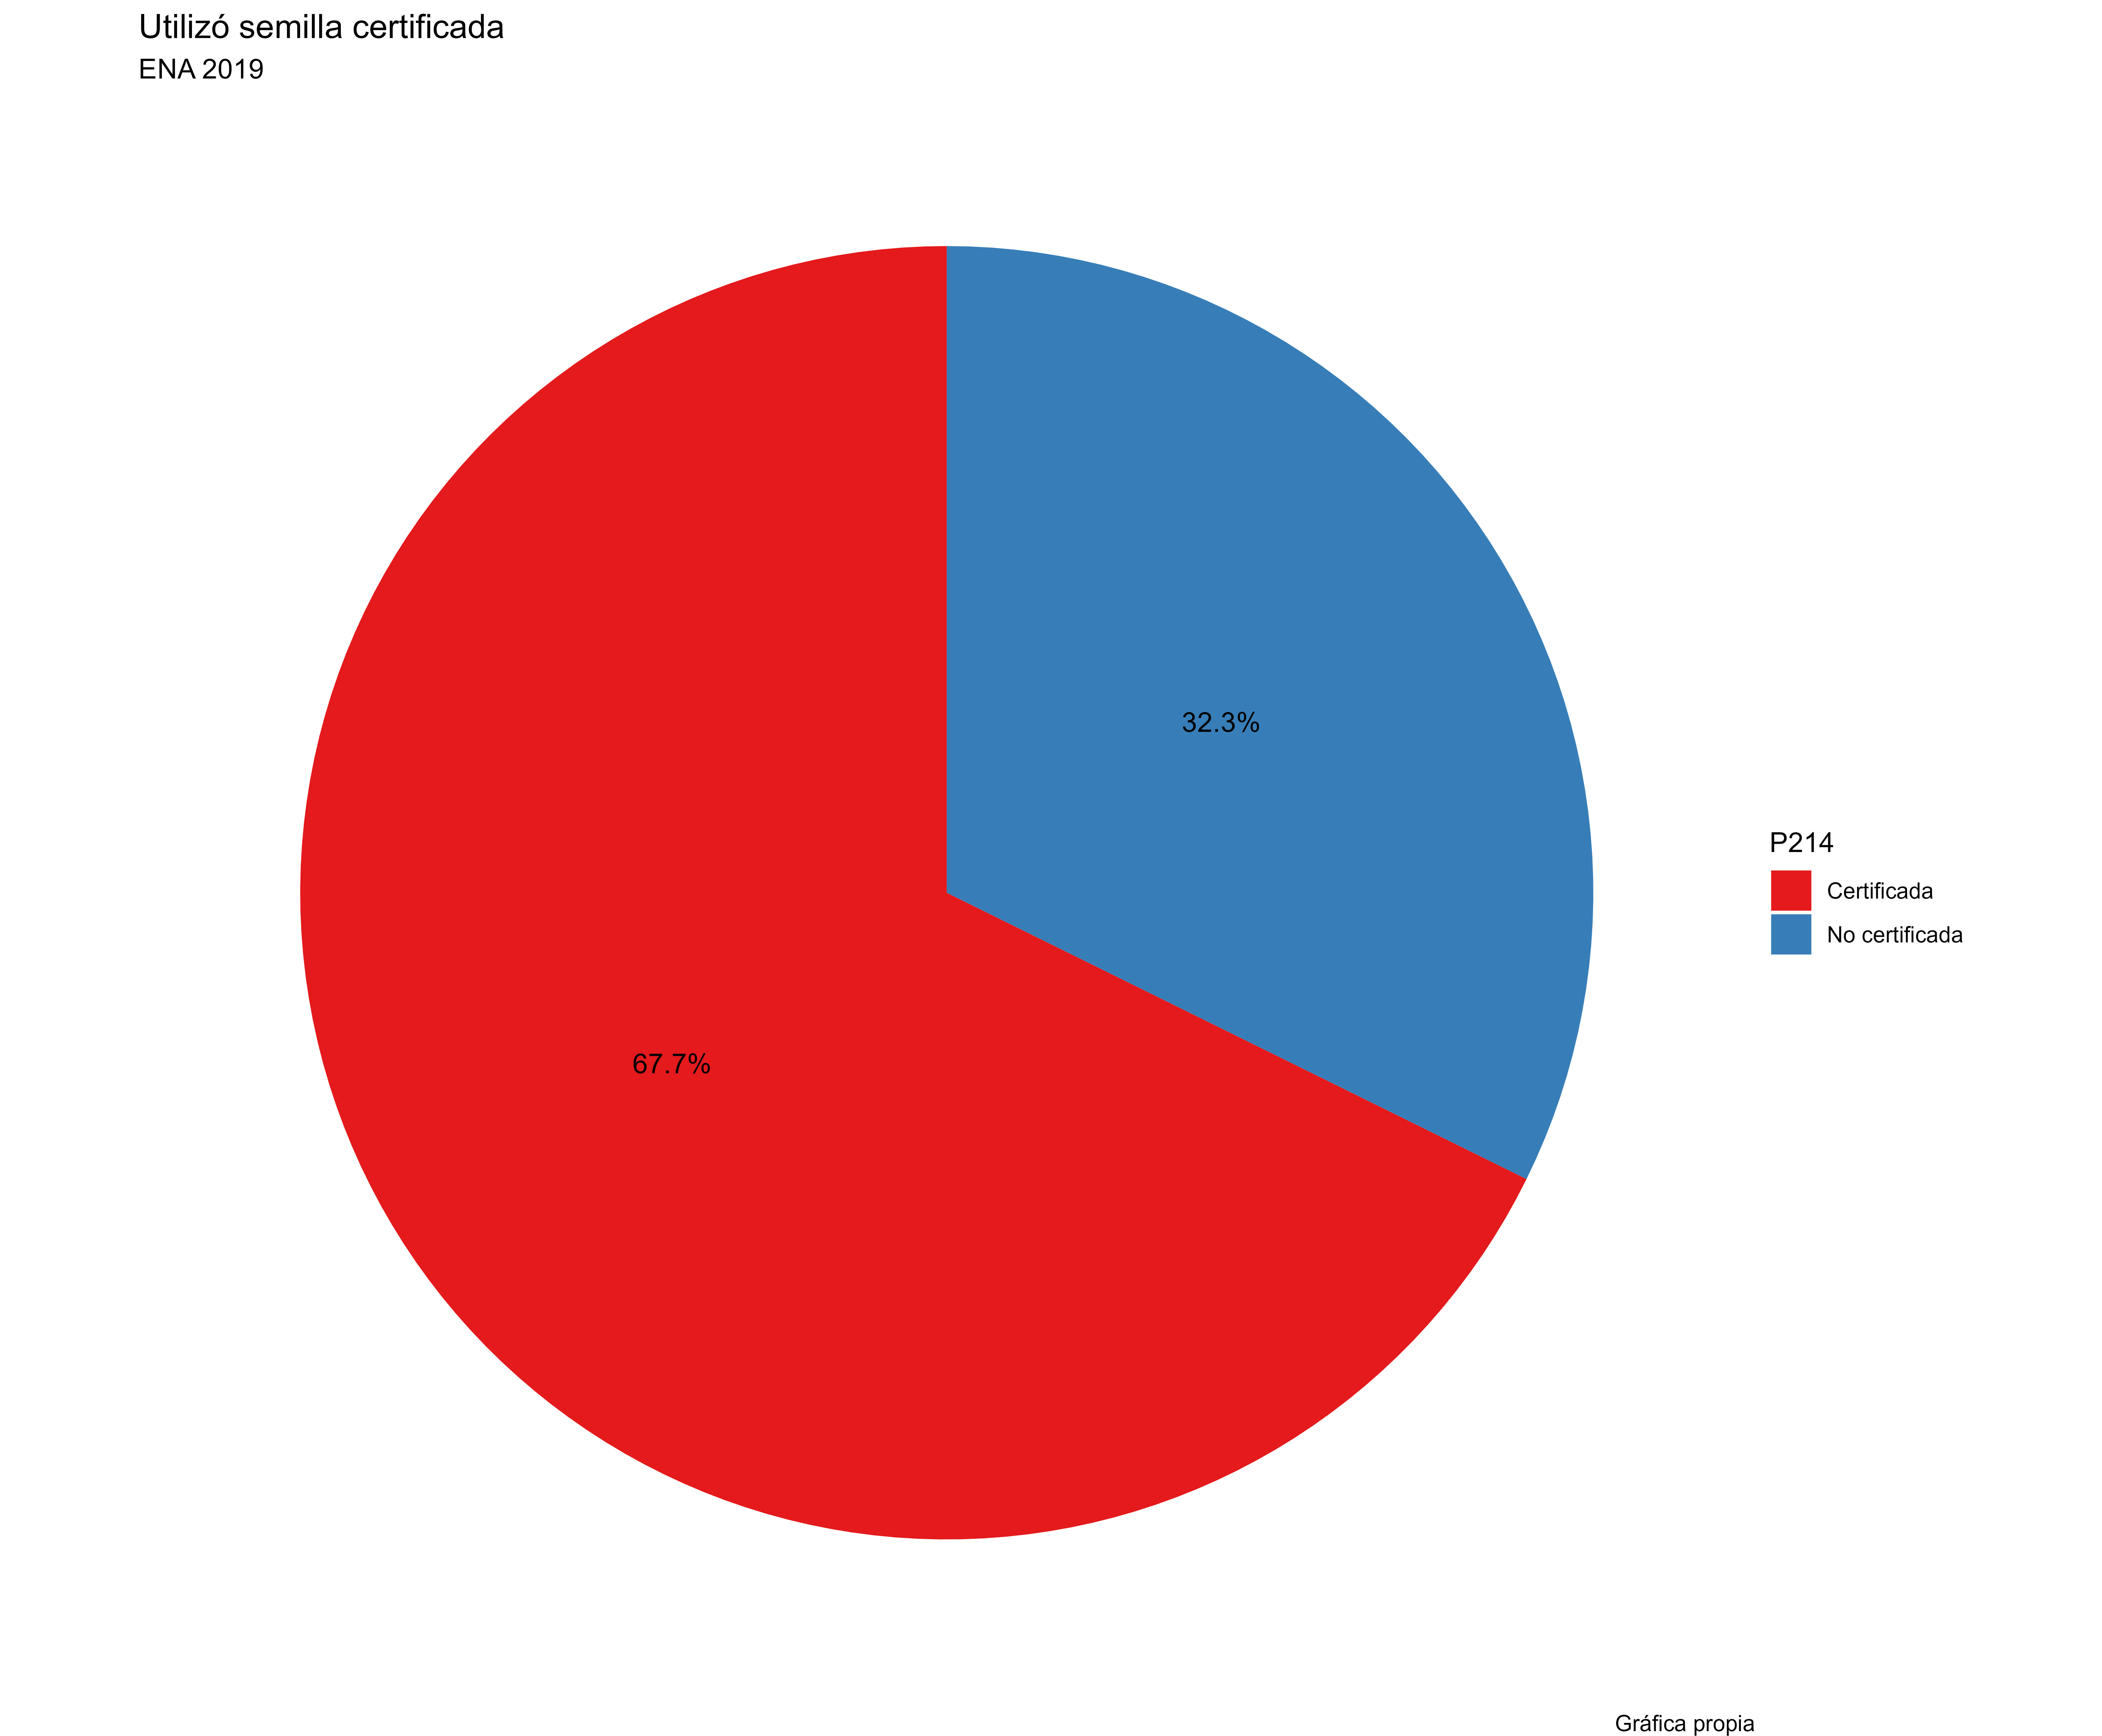 Utilizó semilla certificada
ENA 2019
32.3%
67.7%
P214
Certificada
No certificada
Gráfica propia